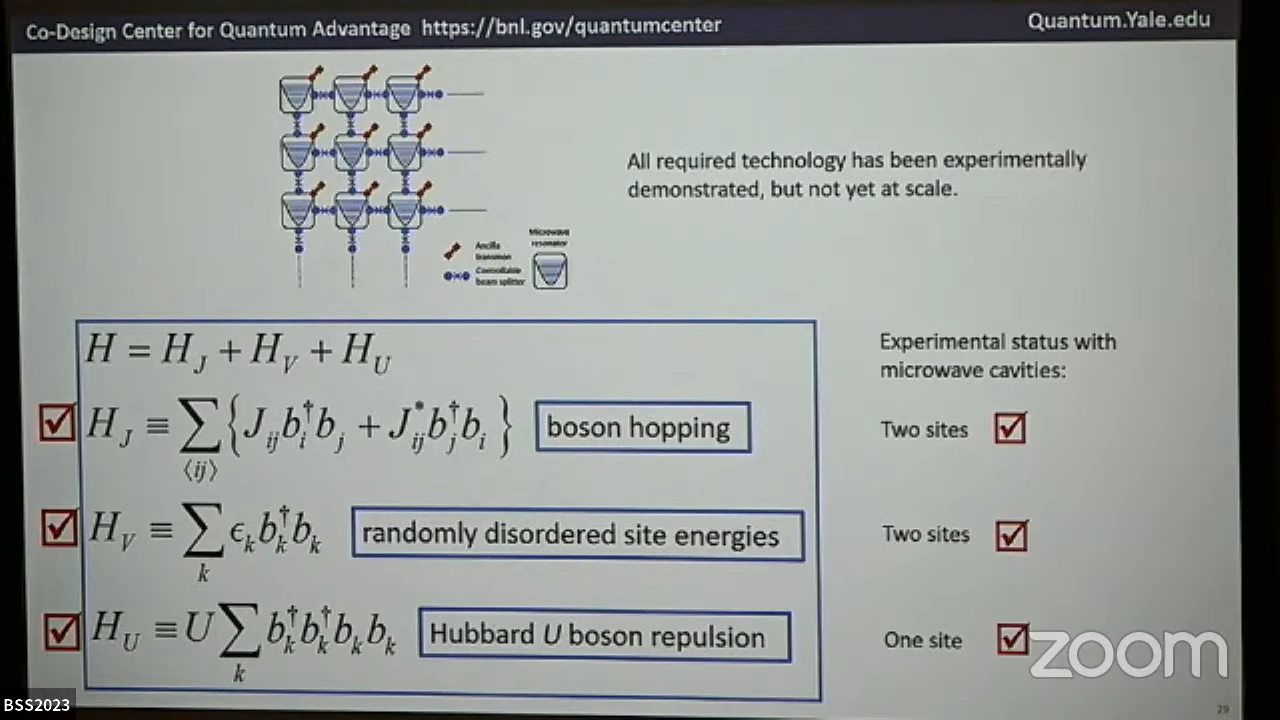 Co-Design Center for Quantum Advantage https://bnl.gov/quantumcenter
Quantum.Yale.edu
All required technology has been experimentally
demonstrated, but not yet at scale.
Microwave
resonator
Ancilla
transmon
Controllable
beam splitter
H = H_J + H_V + H_U
Experimental status with
microwave cavities:
H_J ≡ ∑_⟨ij⟩ { J_ij b_i† b_j + J*_ij b_j† b_i } boson hopping
Two sites
H_V ≡ ∑_k ϵ_k b_k† b_k randomly disordered site energies
Two sites
H_U ≡ U ∑_k b_k† b_k† b_k b_k Hubbard U boson repulsion
One site
zoom
BSS2023
29